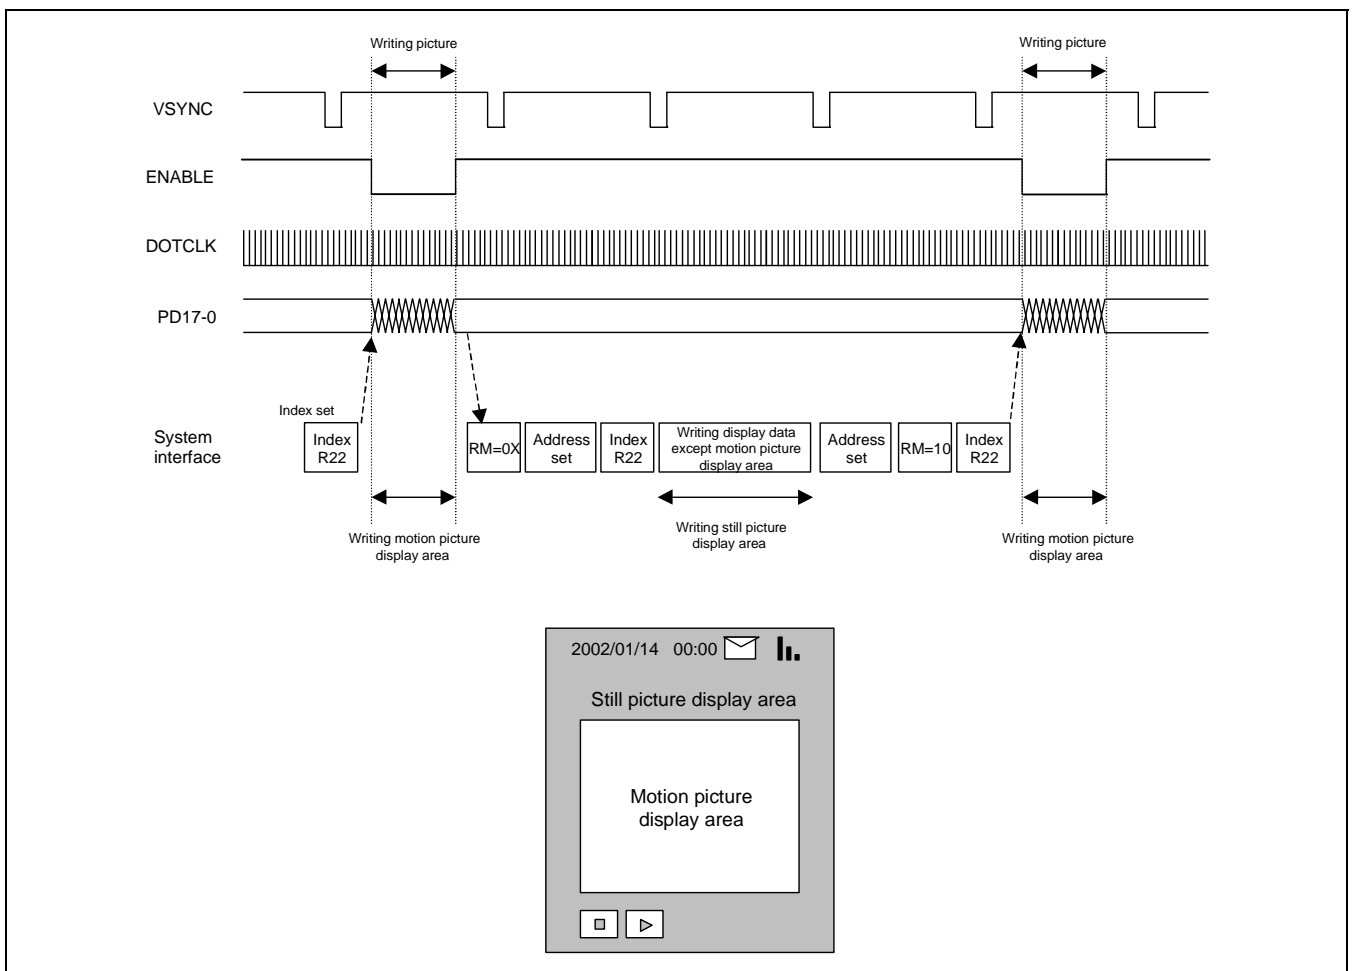 Writing picture
Writing picture
VSYNC
ENABLE
DOTCLK
PD17-0
System
interface
Index set
Index
R22
RM=0X
Address
set
Index
R22
Writing display data
except motion picture
display area
Address
set
RM=10
Index
R22
Writing motion picture
display area
Writing still picture
display area
Writing motion picture
display area
2002/01/14 00:00
Still picture display area
Motion picture
display area